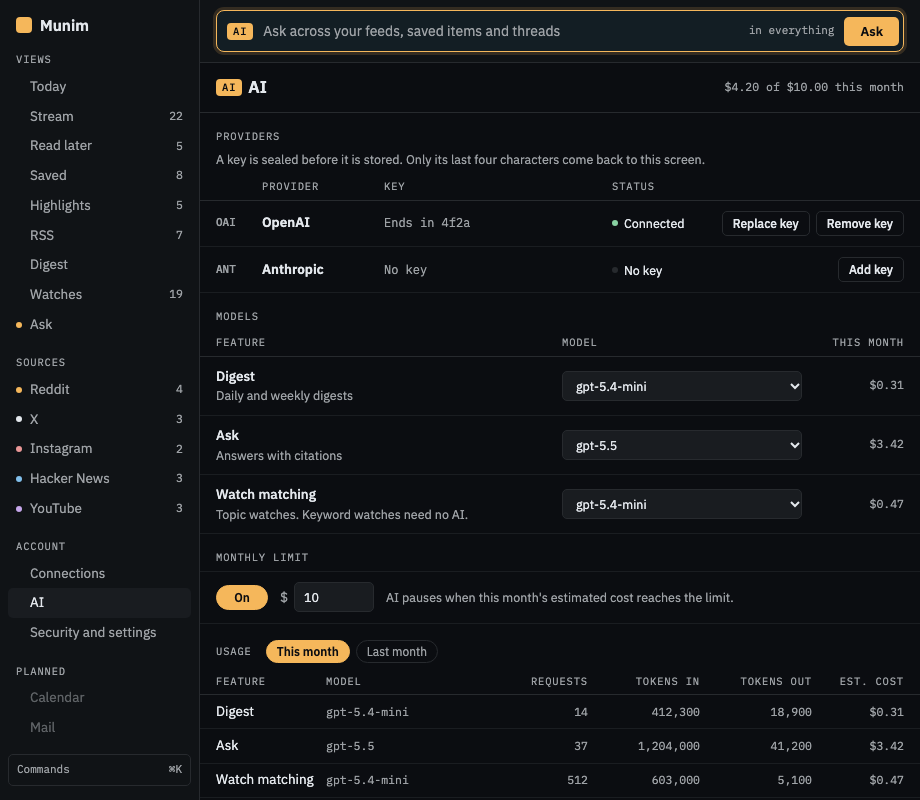 Munim
VIEWS
Today
Stream 22
Read later 5
Saved 8
Highlights 5
RSS 7
Digest
Watches 19
Ask
SOURCES
Reddit 4
X 3
Instagram 2
Hacker News 3
YouTube 3
ACCOUNT
Connections
AI
Security and settings
PLANNED
Calendar
Mail
Commands ⌘K
AI Ask across your feeds, saved items and threads in everything Ask
AI AI $4.20 of $10.00 this month
PROVIDERS
A key is sealed before it is stored. Only its last four characters come back to this screen.
PROVIDER KEY STATUS
OAI OpenAI Ends in 4f2a Connected Replace key Remove key
ANT Anthropic No key No key Add key
MODELS
FEATURE MODEL THIS MONTH
Digest
Daily and weekly digests
gpt-5.4-mini $0.31
Ask
Answers with citations
gpt-5.5 $3.42
Watch matching
Topic watches. Keyword watches need no AI.
gpt-5.4-mini $0.47
MONTHLY LIMIT
On $ 10 AI pauses when this month's estimated cost reaches the limit.
USAGE This month Last month
FEATURE MODEL REQUESTS TOKENS IN TOKENS OUT EST. COST
Digest gpt-5.4-mini 14 412,300 18,900 $0.31
Ask gpt-5.5 37 1,204,000 41,200 $3.42
Watch matching gpt-5.4-mini 512 603,000 5,100 $0.47